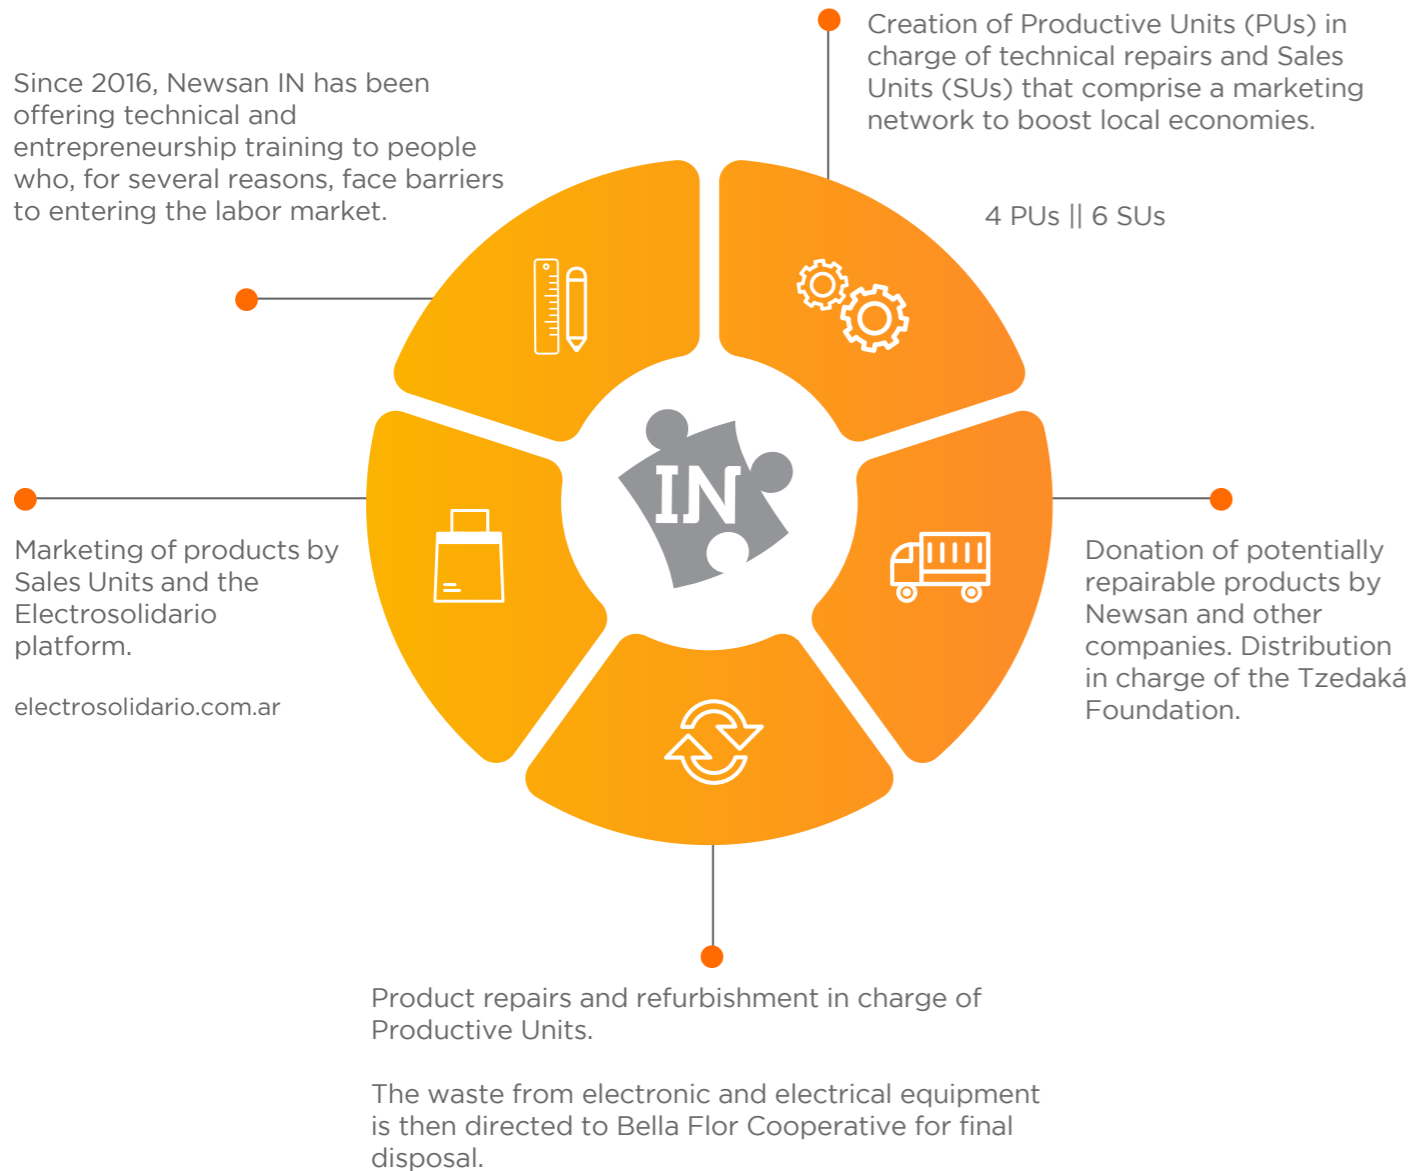 Since 2016, Newsan IN has been
offering technical and
entrepreneurship training to people
who, for several reasons, face barriers
to entering the labor market.
Creation of Productive Units (PUs) in
charge of technical repairs and Sales
Units (SUs) that comprise a marketing
network to boost local economies.
4 PUs || 6 SUs
IN
Donation of potentially
repairable products by
Newsan and other
companies. Distribution
in charge of the Tzedaká
Foundation.
Product repairs and refurbishment in charge of
Productive Units.
The waste from electronic and electrical equipment
is then directed to Bella Flor Cooperative for final
disposal.
Marketing of products by
Sales Units and the
Electrosolidario
platform.
electrosolidario.com.ar